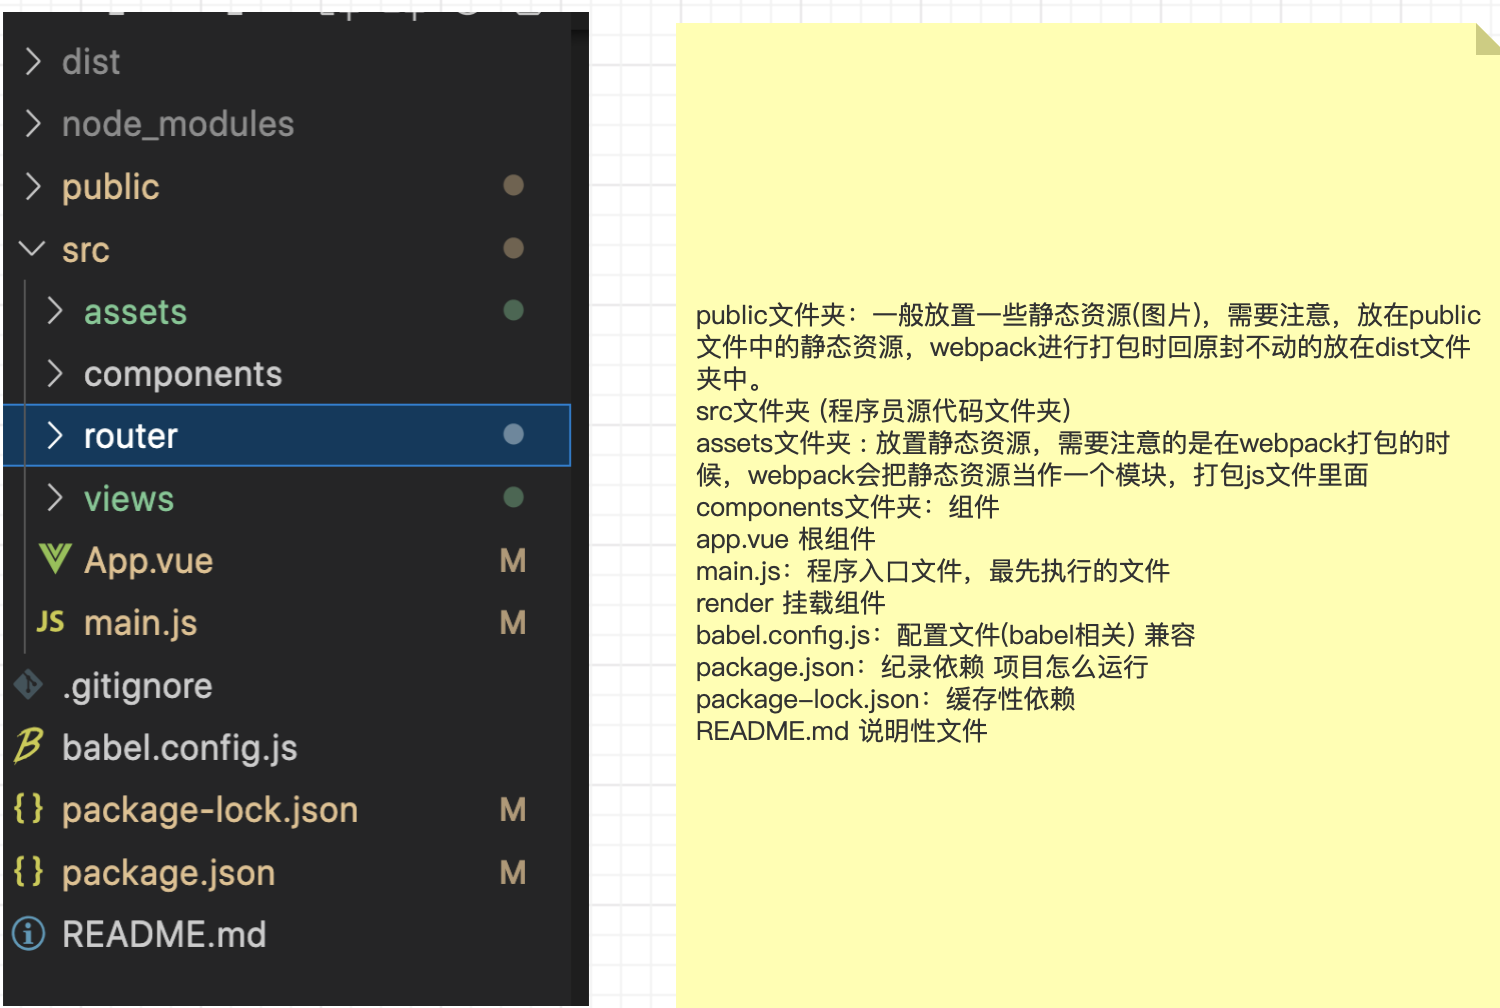 dist
node_modules
public
src
assets
components
router
views
App.vue M
JS main.js M
.gitignore
babel.config.js
{} package-lock.json M
{} package.json M
README.md
public文件夹：一般放置一些静态资源(图片)，需要注意，放在public
文件中的静态资源，webpack进行打包时回原封不动的放在dist文件
夹中。
src文件夹 (程序员源代码文件夹)
assets文件夹 : 放置静态资源，需要注意的是在webpack打包的时
候，webpack会把静态资源当作一个模块，打包js文件里面
components文件夹：组件
app.vue 根组件
main.js：程序入口文件，最先执行的文件
render 挂载组件
babel.config.js：配置文件(babel相关) 兼容
package.json：纪录依赖 项目怎么运行
package-lock.json：缓存性依赖
README.md 说明性文件